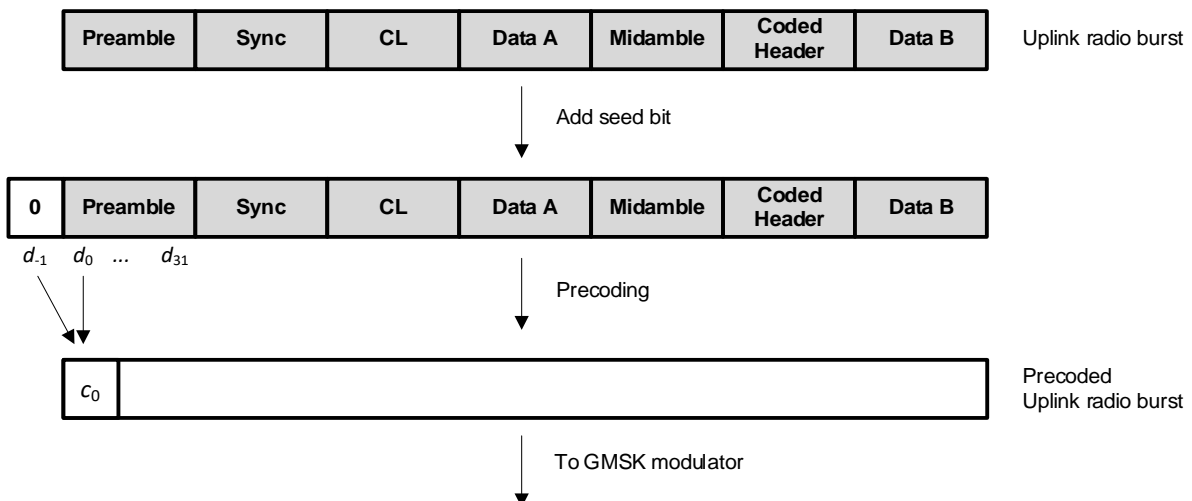 Preamble Sync CL Data A Midamble Coded Header Data B Uplink radio burst
Add seed bit
0 Preamble Sync CL Data A Midamble Coded Header Data B
d-1 d0 ... d31
Precoding
c0
Precoded
Uplink radio burst
To GMSK modulator